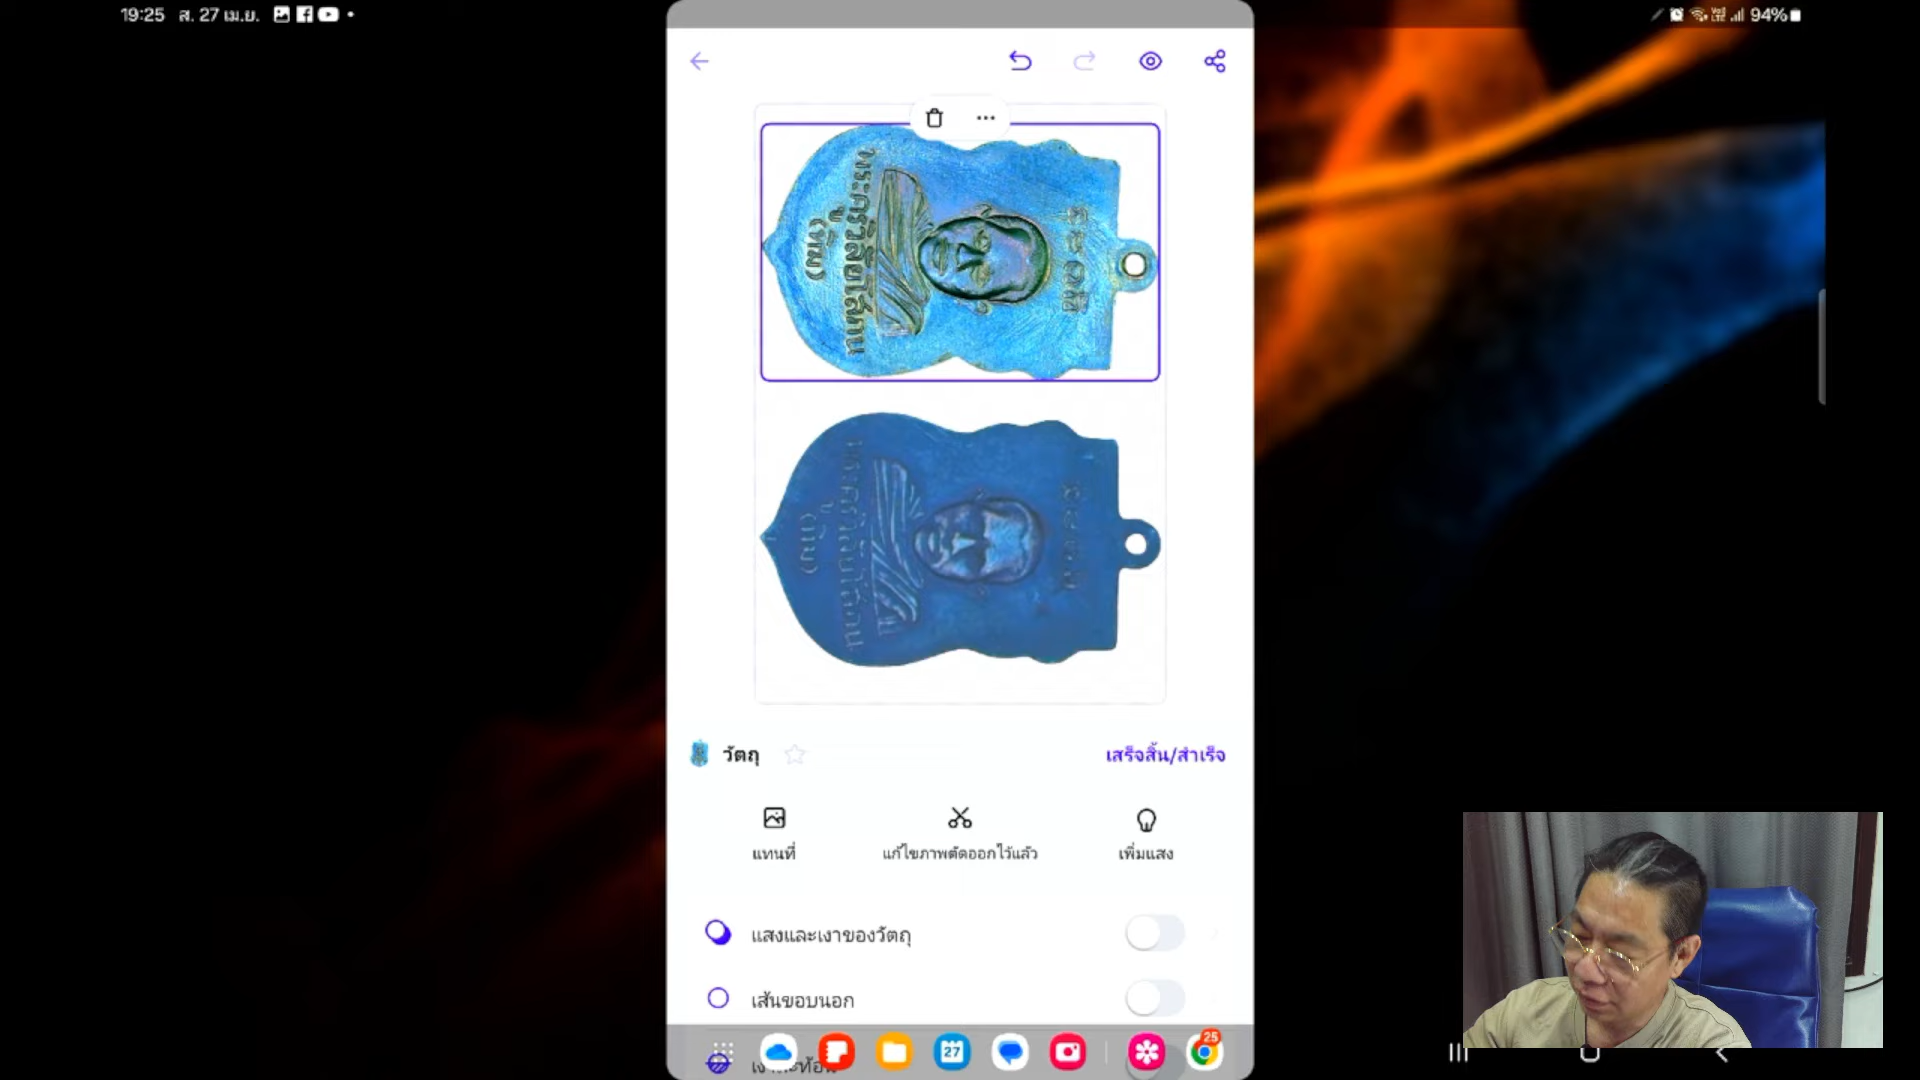 19:25 ส. 27 เม.ย.
94%
พระครูวิสัยโสภณ
(ทิม)
วัตถุ
เสร็จสิ้น/สำเร็จ
แทนที่
แก้ไขภาพตัดออกไว้แล้ว
เพิ่มแสง
แสงและเงาของวัตถุ
เส้นขอบนอก
27
25